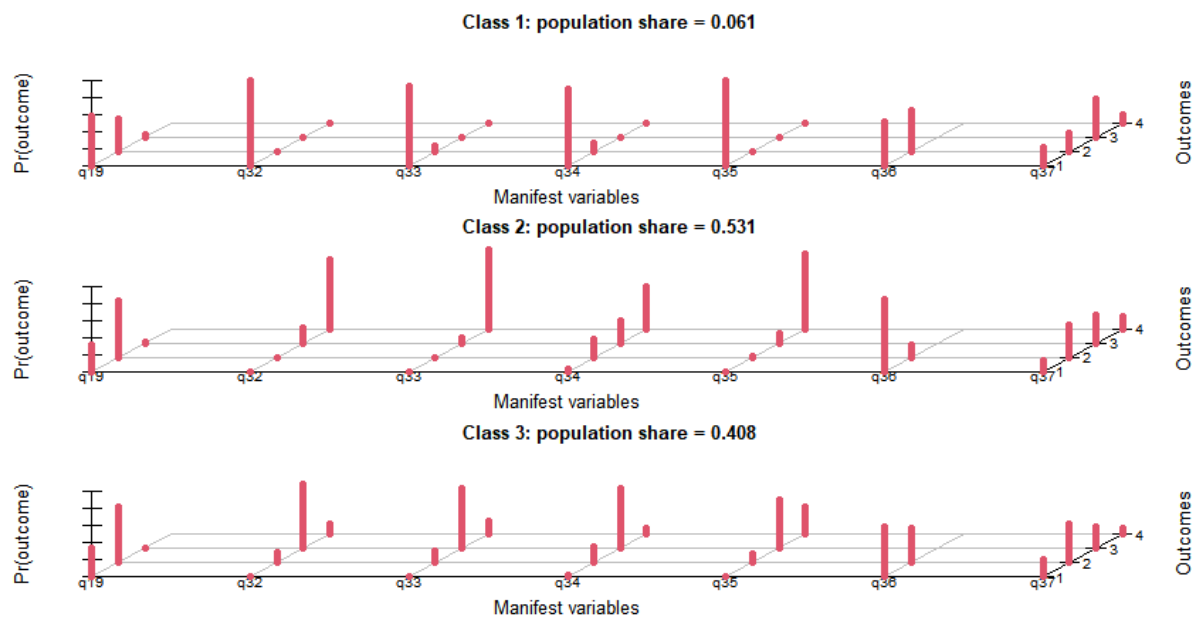 Class 1: population share = 0.061
Pr(outcome)
Outcomes
4
3
2
1
q19 q32 q33 q34 q35 q36 q37
Manifest variables
Class 2: population share = 0.531
Pr(outcome)
Outcomes
4
3
2
1
q19 q32 q33 q34 q35 q36 q37
Manifest variables
Class 3: population share = 0.408
Pr(outcome)
Outcomes
4
3
2
1
q19 q32 q33 q34 q35 q36 q37
Manifest variables